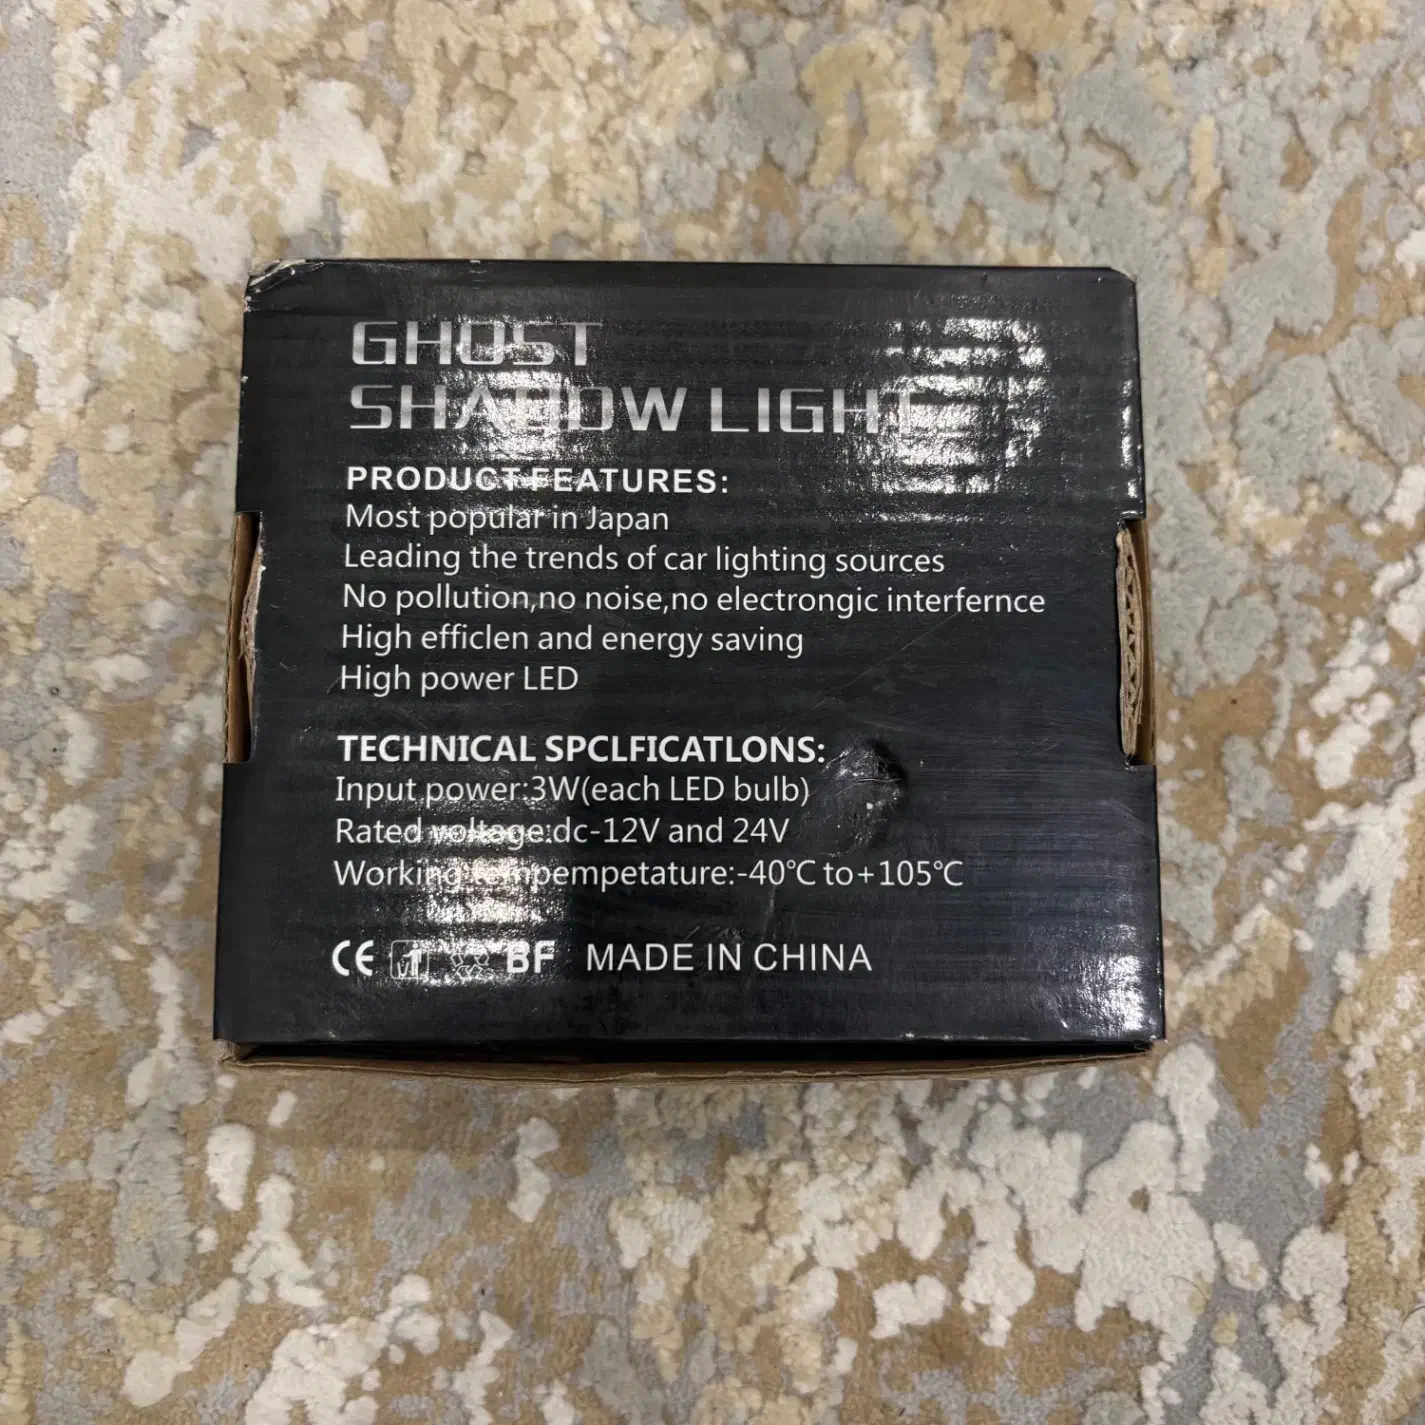 GHOST
SHADOW LIGHT
PRODUCT FEATURES:
Most popular in Japan
Leading the trends of car lighting sources
No pollution,no noise,no electrongic interfernce
High efficlen and energy saving
High power LED
TECHNICAL SPCLFICATLONS:
Input power:3W(each LED bulb)
Rated voltage:dc-12V and 24V
Working tempempetature:-40℃ to+105℃
CE BF MADE IN CHINA